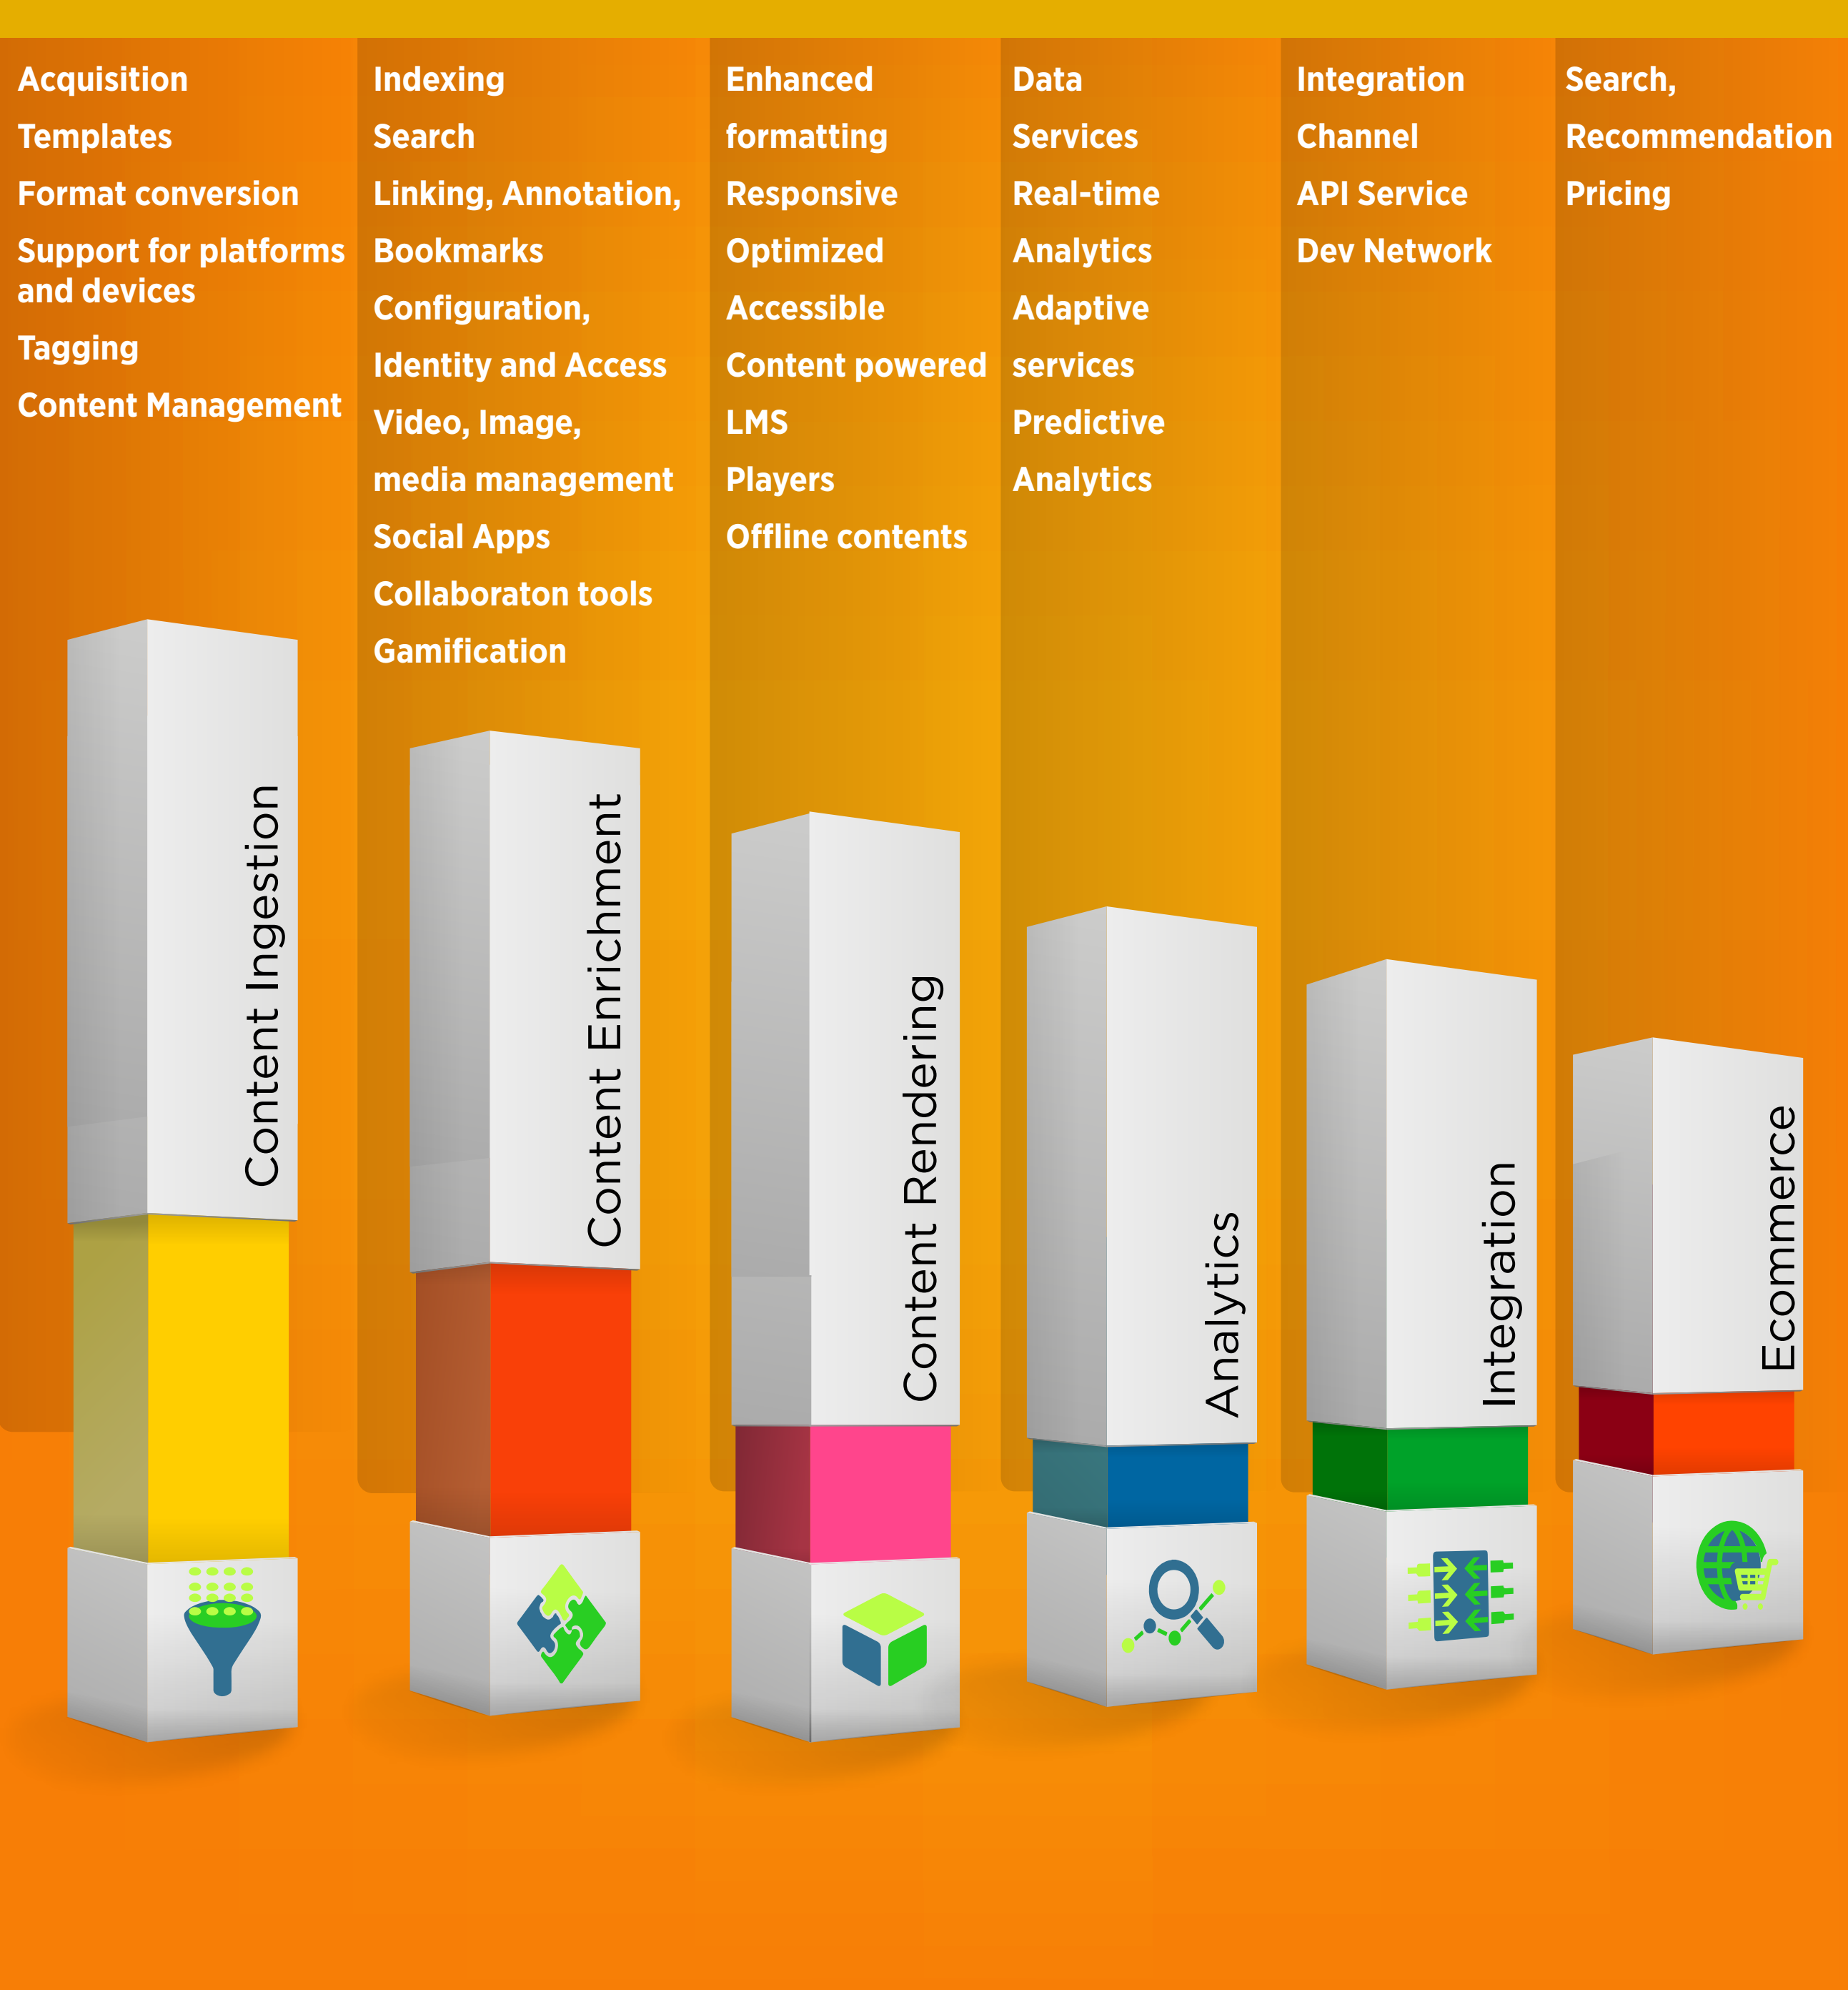 Acquisition
Templates
Format conversion
Support for platforms
and devices
Tagging
Content Management
Indexing
Search
Linking, Annotation,
Bookmarks
Configuration,
Identity and Access
Video, Image,
media management
Social Apps
Collaboraton tools
Gamification
Enhanced
formatting
Responsive
Optimized
Accessible
Content powered
LMS
Players
Offline contents
Data
Services
Real-time
Analytics
Adaptive
services
Predictive
Analytics
Integration
Channel
API Service
Dev Network
Search,
Recommendation
Pricing
Content Ingestion
Content Enrichment
Content Rendering
Analytics
Integration
Ecommerce